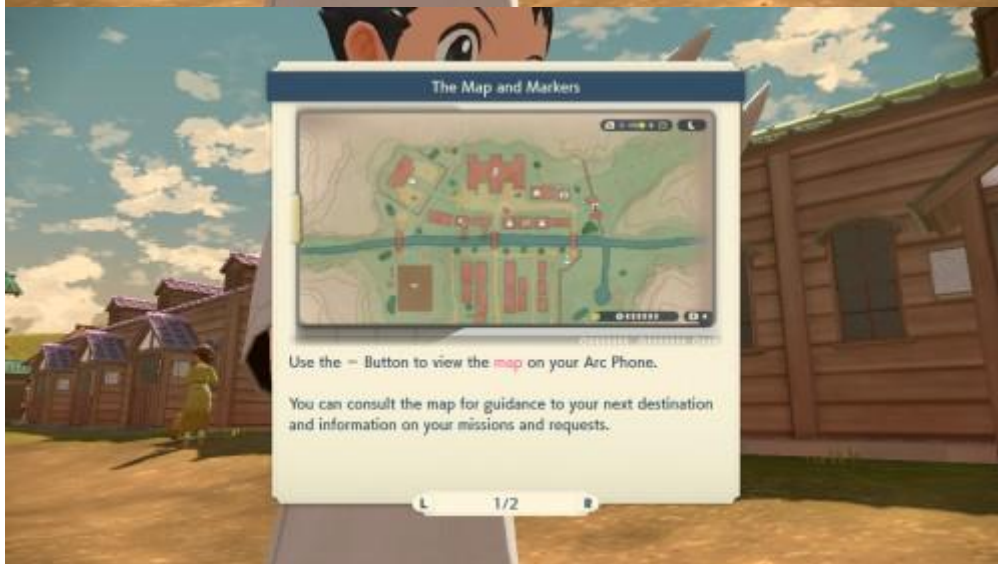 The Map and Markers
Use the − Button to view the map on your Arc Phone.
You can consult the map for guidance to your next destination
and information on your missions and requests.
L 1/2 R